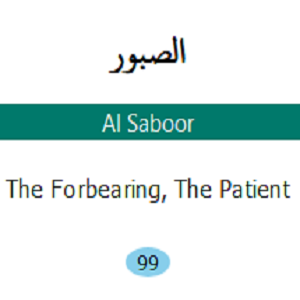 الصبور
Al Saboor
The Forbearing, The Patient
99